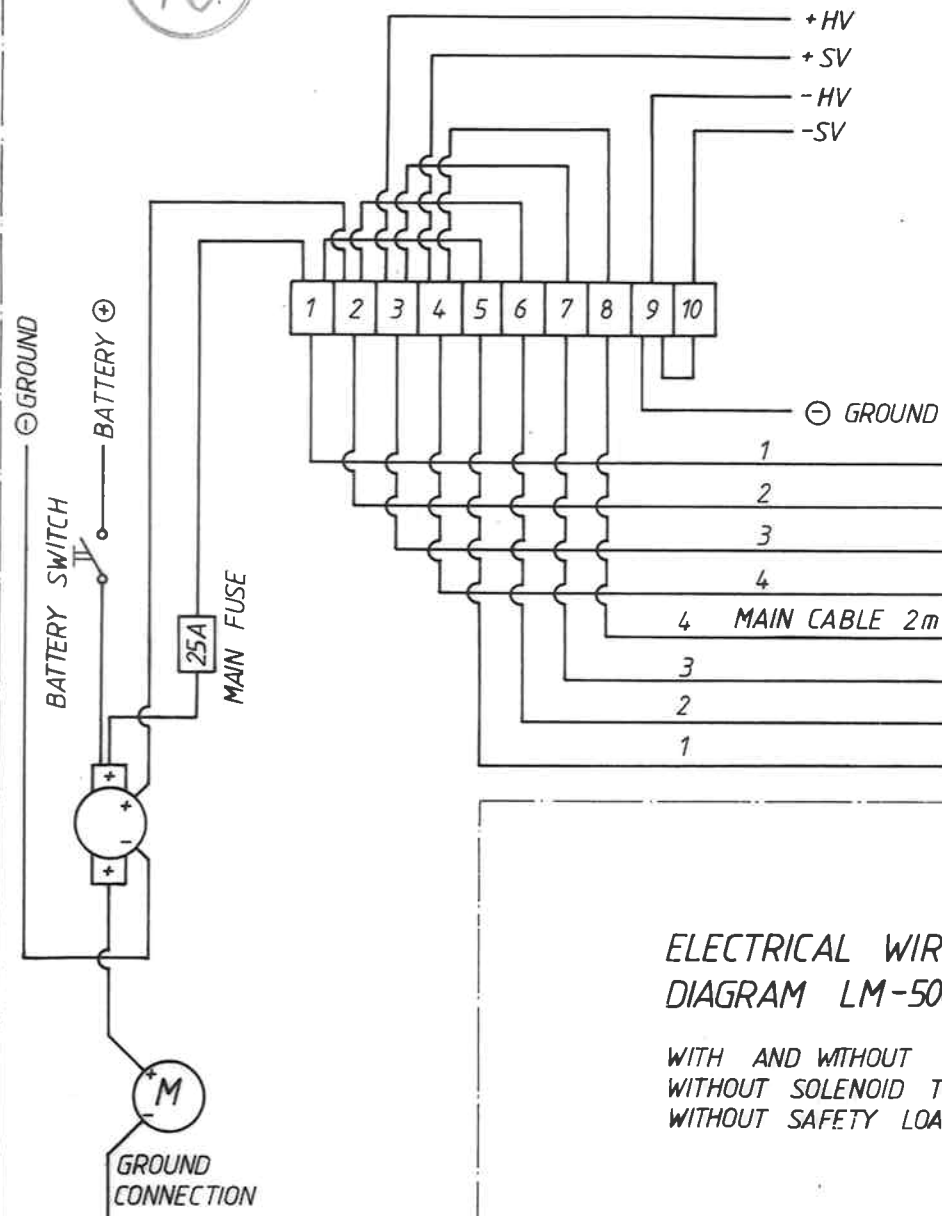 +HV
+SV
-HV
-SV
1 2 3 4 5 6 7 8 9 10
⊖ GROUND
BATTERY ⊕
⊖ GROUND
BATTERY SWITCH
25A
MAIN FUSE
1
2
3
4
4 MAIN CABLE 2m
3
2
1
+
+
-
+
+
M
-
GROUND
CONNECTION
ELECTRICAL WIR
DIAGRAM LM-50
WITH AND WITHOUT
WITHOUT SOLENOID T
WITHOUT SAFETY LOA